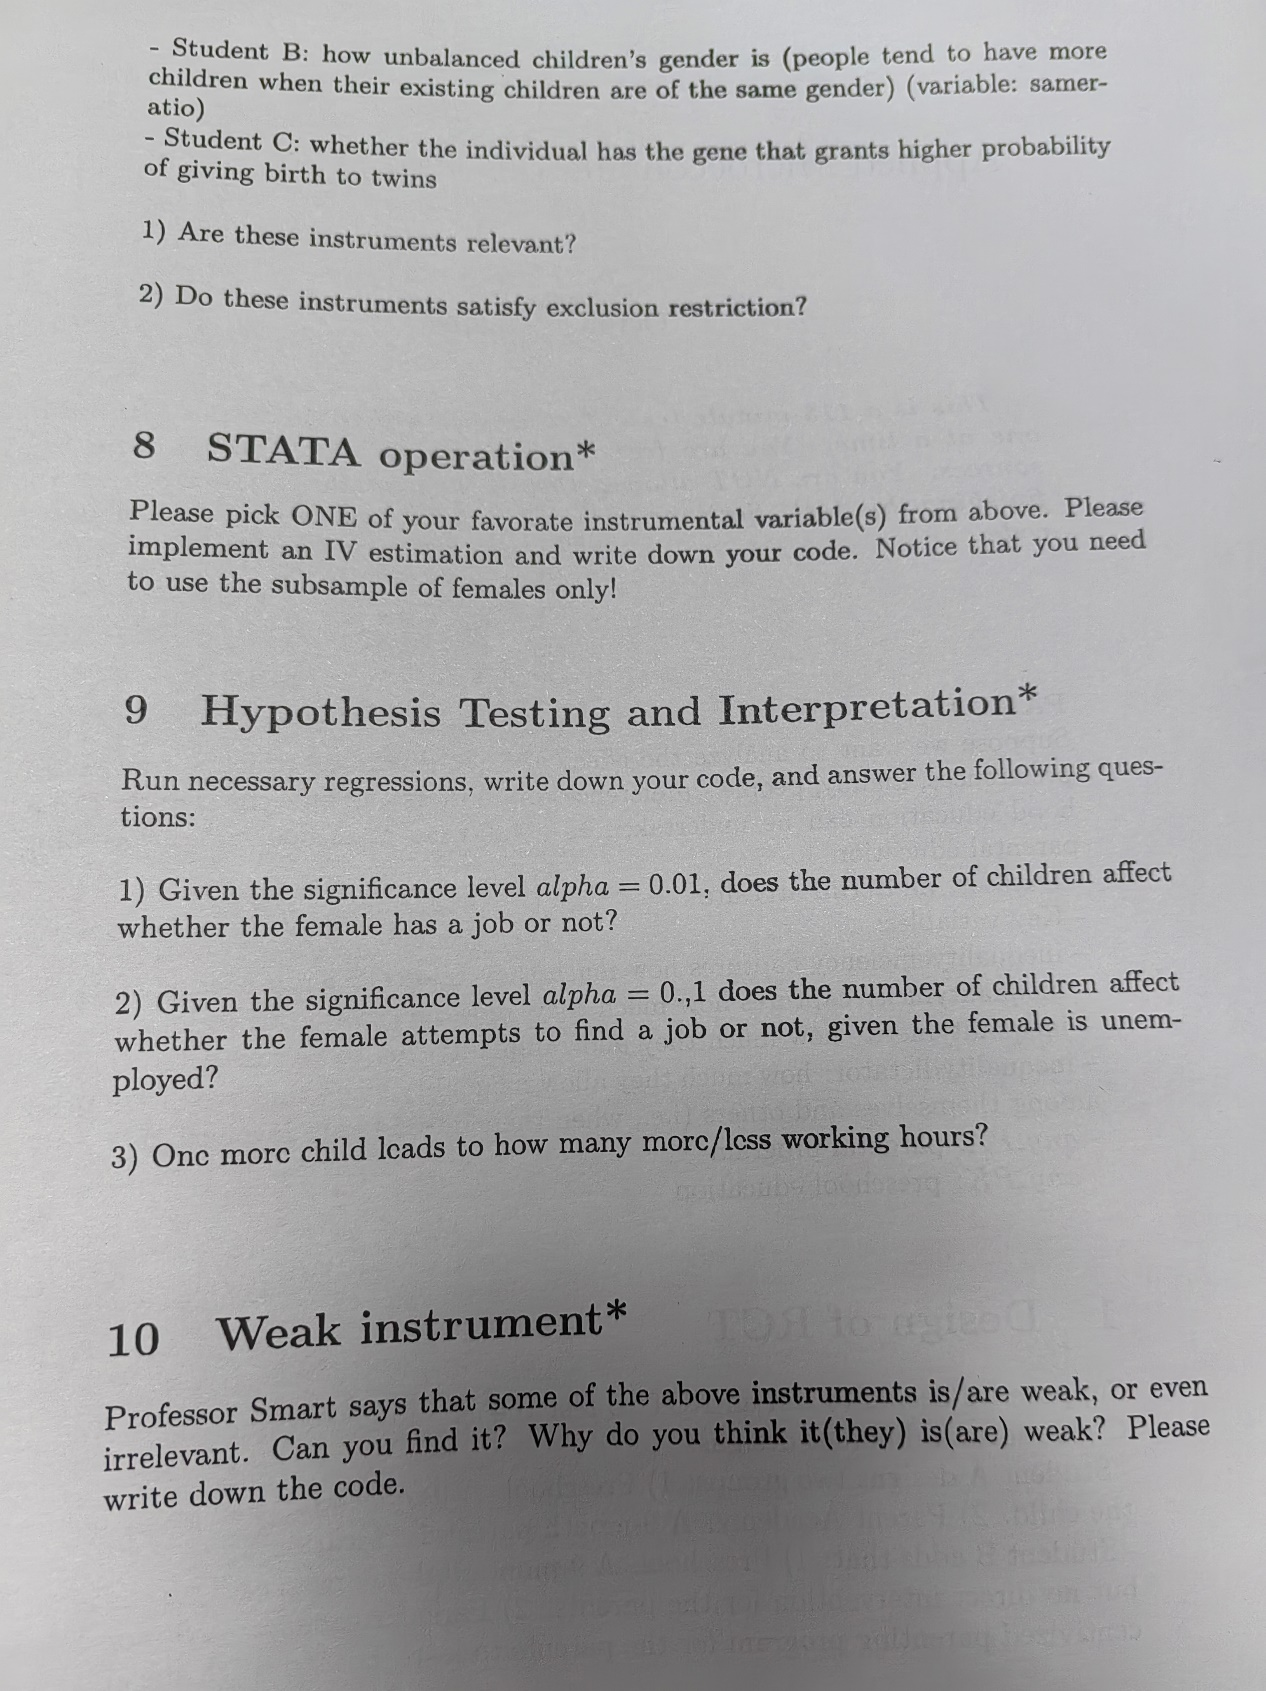 - Student B: how unbalanced children's gender is (people tend to have more
children when their existing children are of the same gender) (variable: samer-
atio)
- Student C: whether the individual has the gene that grants higher probability
of giving birth to twins
1) Are these instruments relevant?
2) Do these instruments satisfy exclusion restriction?
8 STATA operation*
Please pick ONE of your favorate instrumental variable(s) from above. Please
implement an IV estimation and write down your code. Notice that you need
to use the subsample of females only!
9 Hypothesis Testing and Interpretation*
Run necessary regressions, write down your code, and answer the following ques-
tions:
1) Given the significance level alpha = 0.01, does the number of children affect
whether the female has a job or not?
2) Given the significance level alpha = 0.,1 does the number of children affect
whether the female attempts to find a job or not, given the female is unem-
ployed?
3) One more child leads to how many more/less working hours?
10 Weak instrument*
Professor Smart says that some of the above instruments is/are weak, or even
irrelevant. Can you find it? Why do you think it(they) is(are) weak? Please
write down the code.